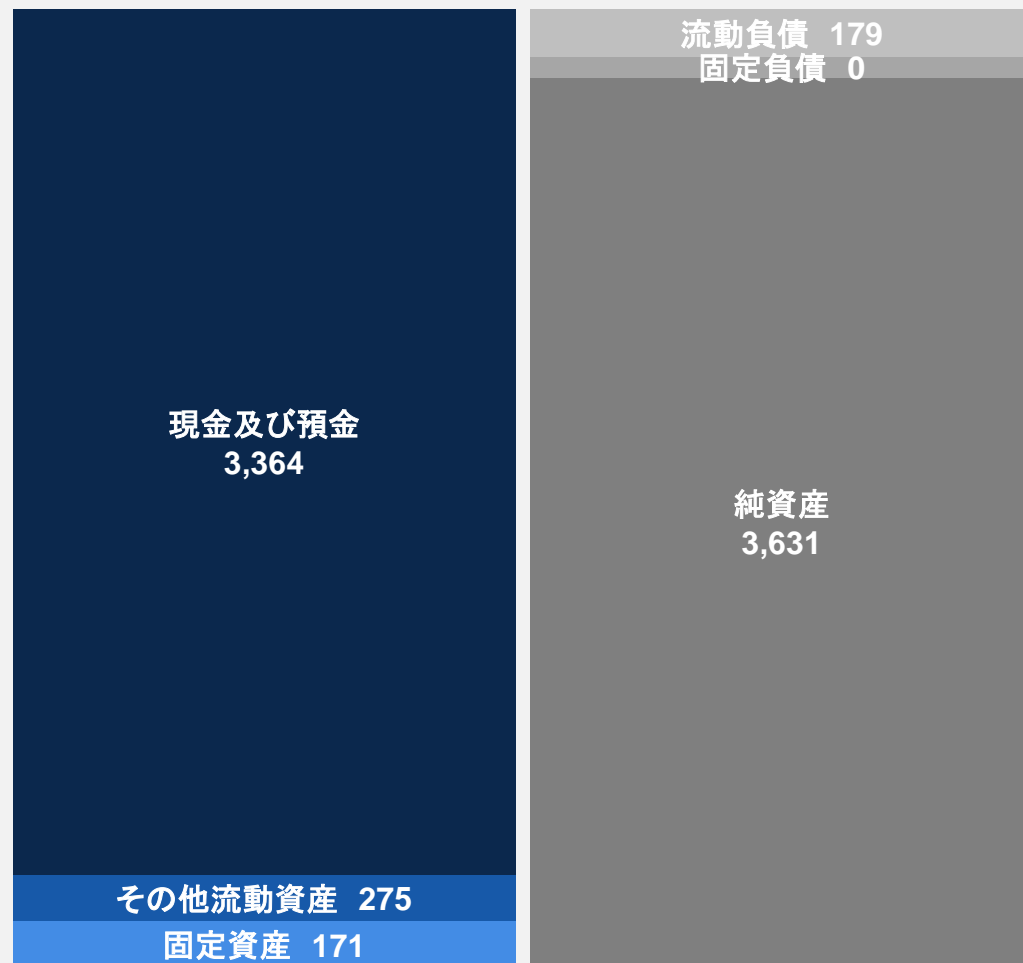 現金及び預金
3,364
その他流動資産 275
固定資産 171
流動負債 179
固定負債 0
純資産
3,631